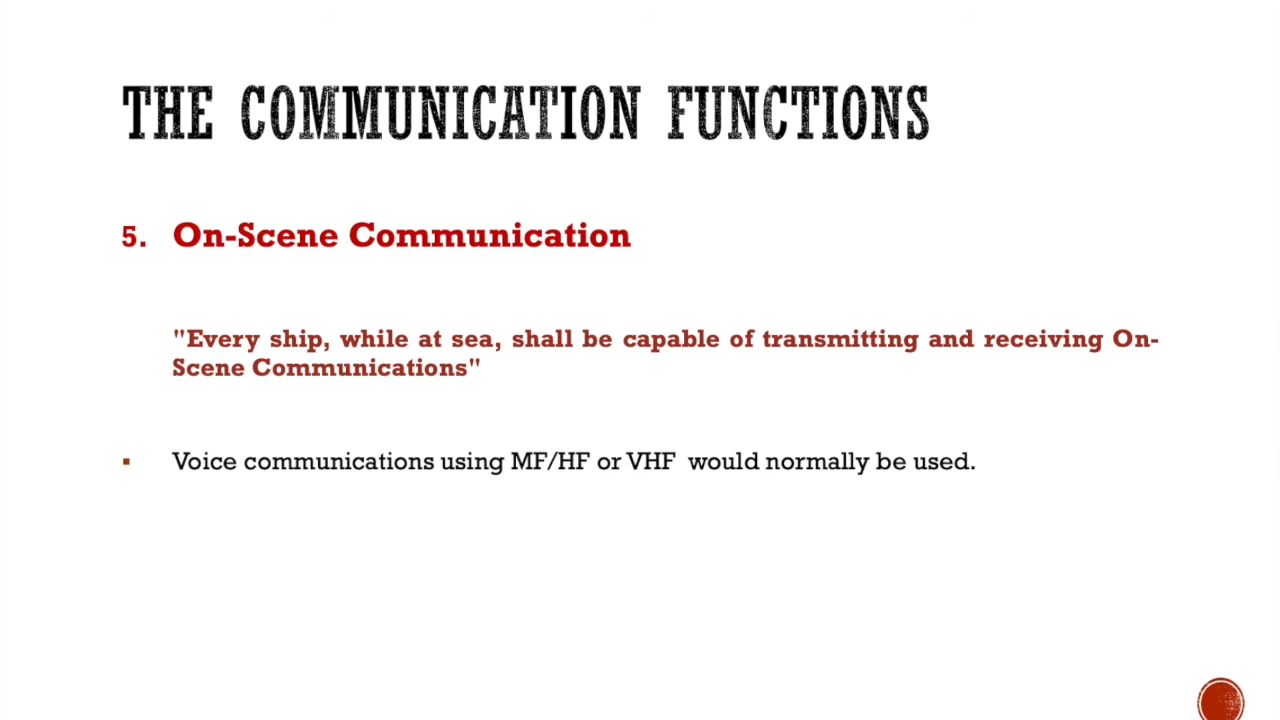 THE COMMUNICATION FUNCTIONS
5. On-Scene Communication
"Every ship, while at sea, shall be capable of transmitting and receiving On-
Scene Communications"
▪ Voice communications using MF/HF or VHF would normally be used.